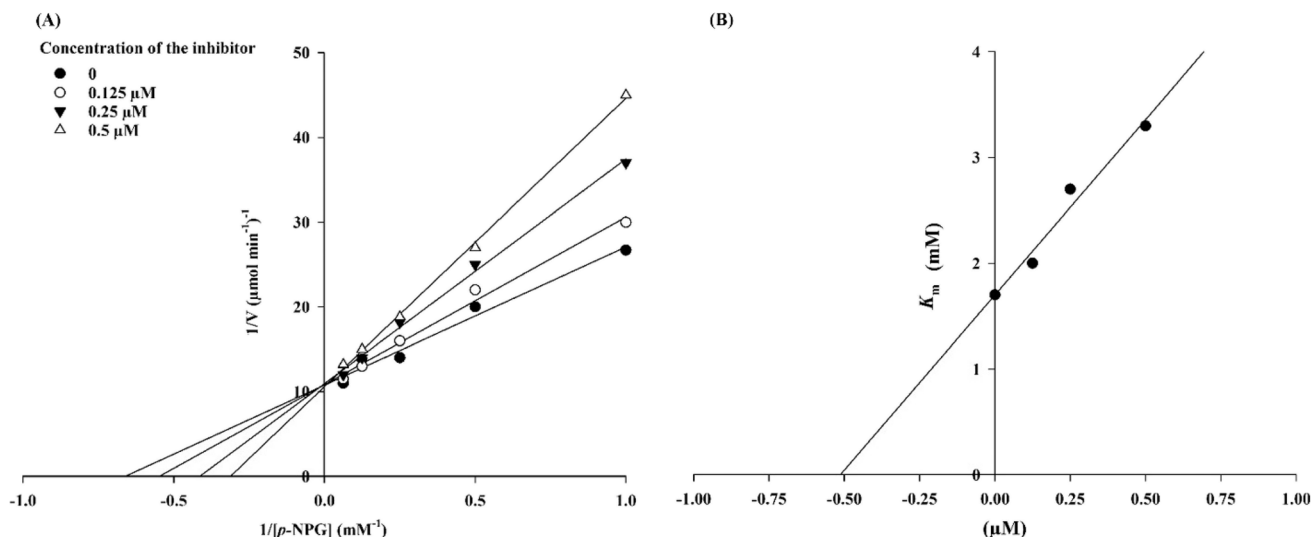 (A)
Concentration of the inhibitor
0
0.125 µM
0.25 µM
0.5 µM
1/V (µmol min⁻¹)⁻¹
50
40
30
20
10
0
-1.0
-0.5
0.0
0.5
1.0
1/[p-NPG] (mM⁻¹)
(B)
Km (mM)
4
3
2
1
0
-1.00
-0.75
-0.50
-0.25
0.00
0.25
0.50
0.75
1.00
(µM)